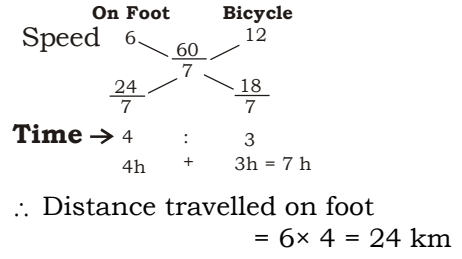 On Foot Bicycle
Speed 6 12
60/7
24/7 18/7
Time → 4 : 3
4h + 3h = 7 h
∴ Distance travelled on foot
= 6× 4 = 24 km